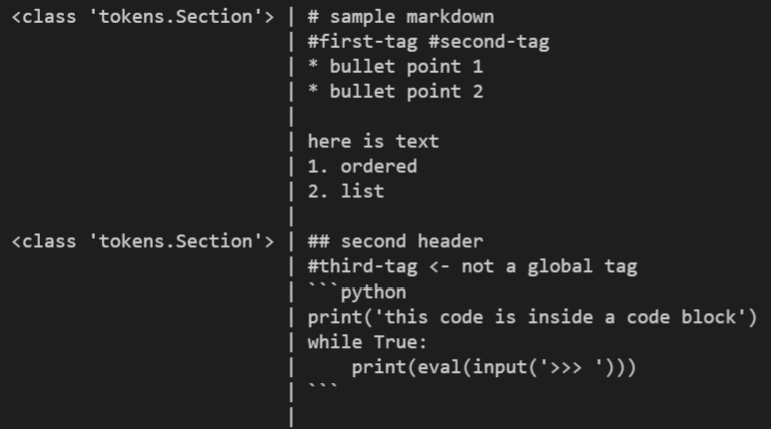 <class 'tokens.Section'> | # sample markdown
                         | #first-tag #second-tag
                         | * bullet point 1
                         | * bullet point 2
                         |
                         | here is text
                         | 1. ordered
                         | 2. list
                         |
<class 'tokens.Section'> | ## second header
                         | #third-tag <- not a global tag
                         | ```python
                         | print('this code is inside a code block')
                         | while True:
                         |     print(eval(input('>>> ')))
                         | ```
                         |